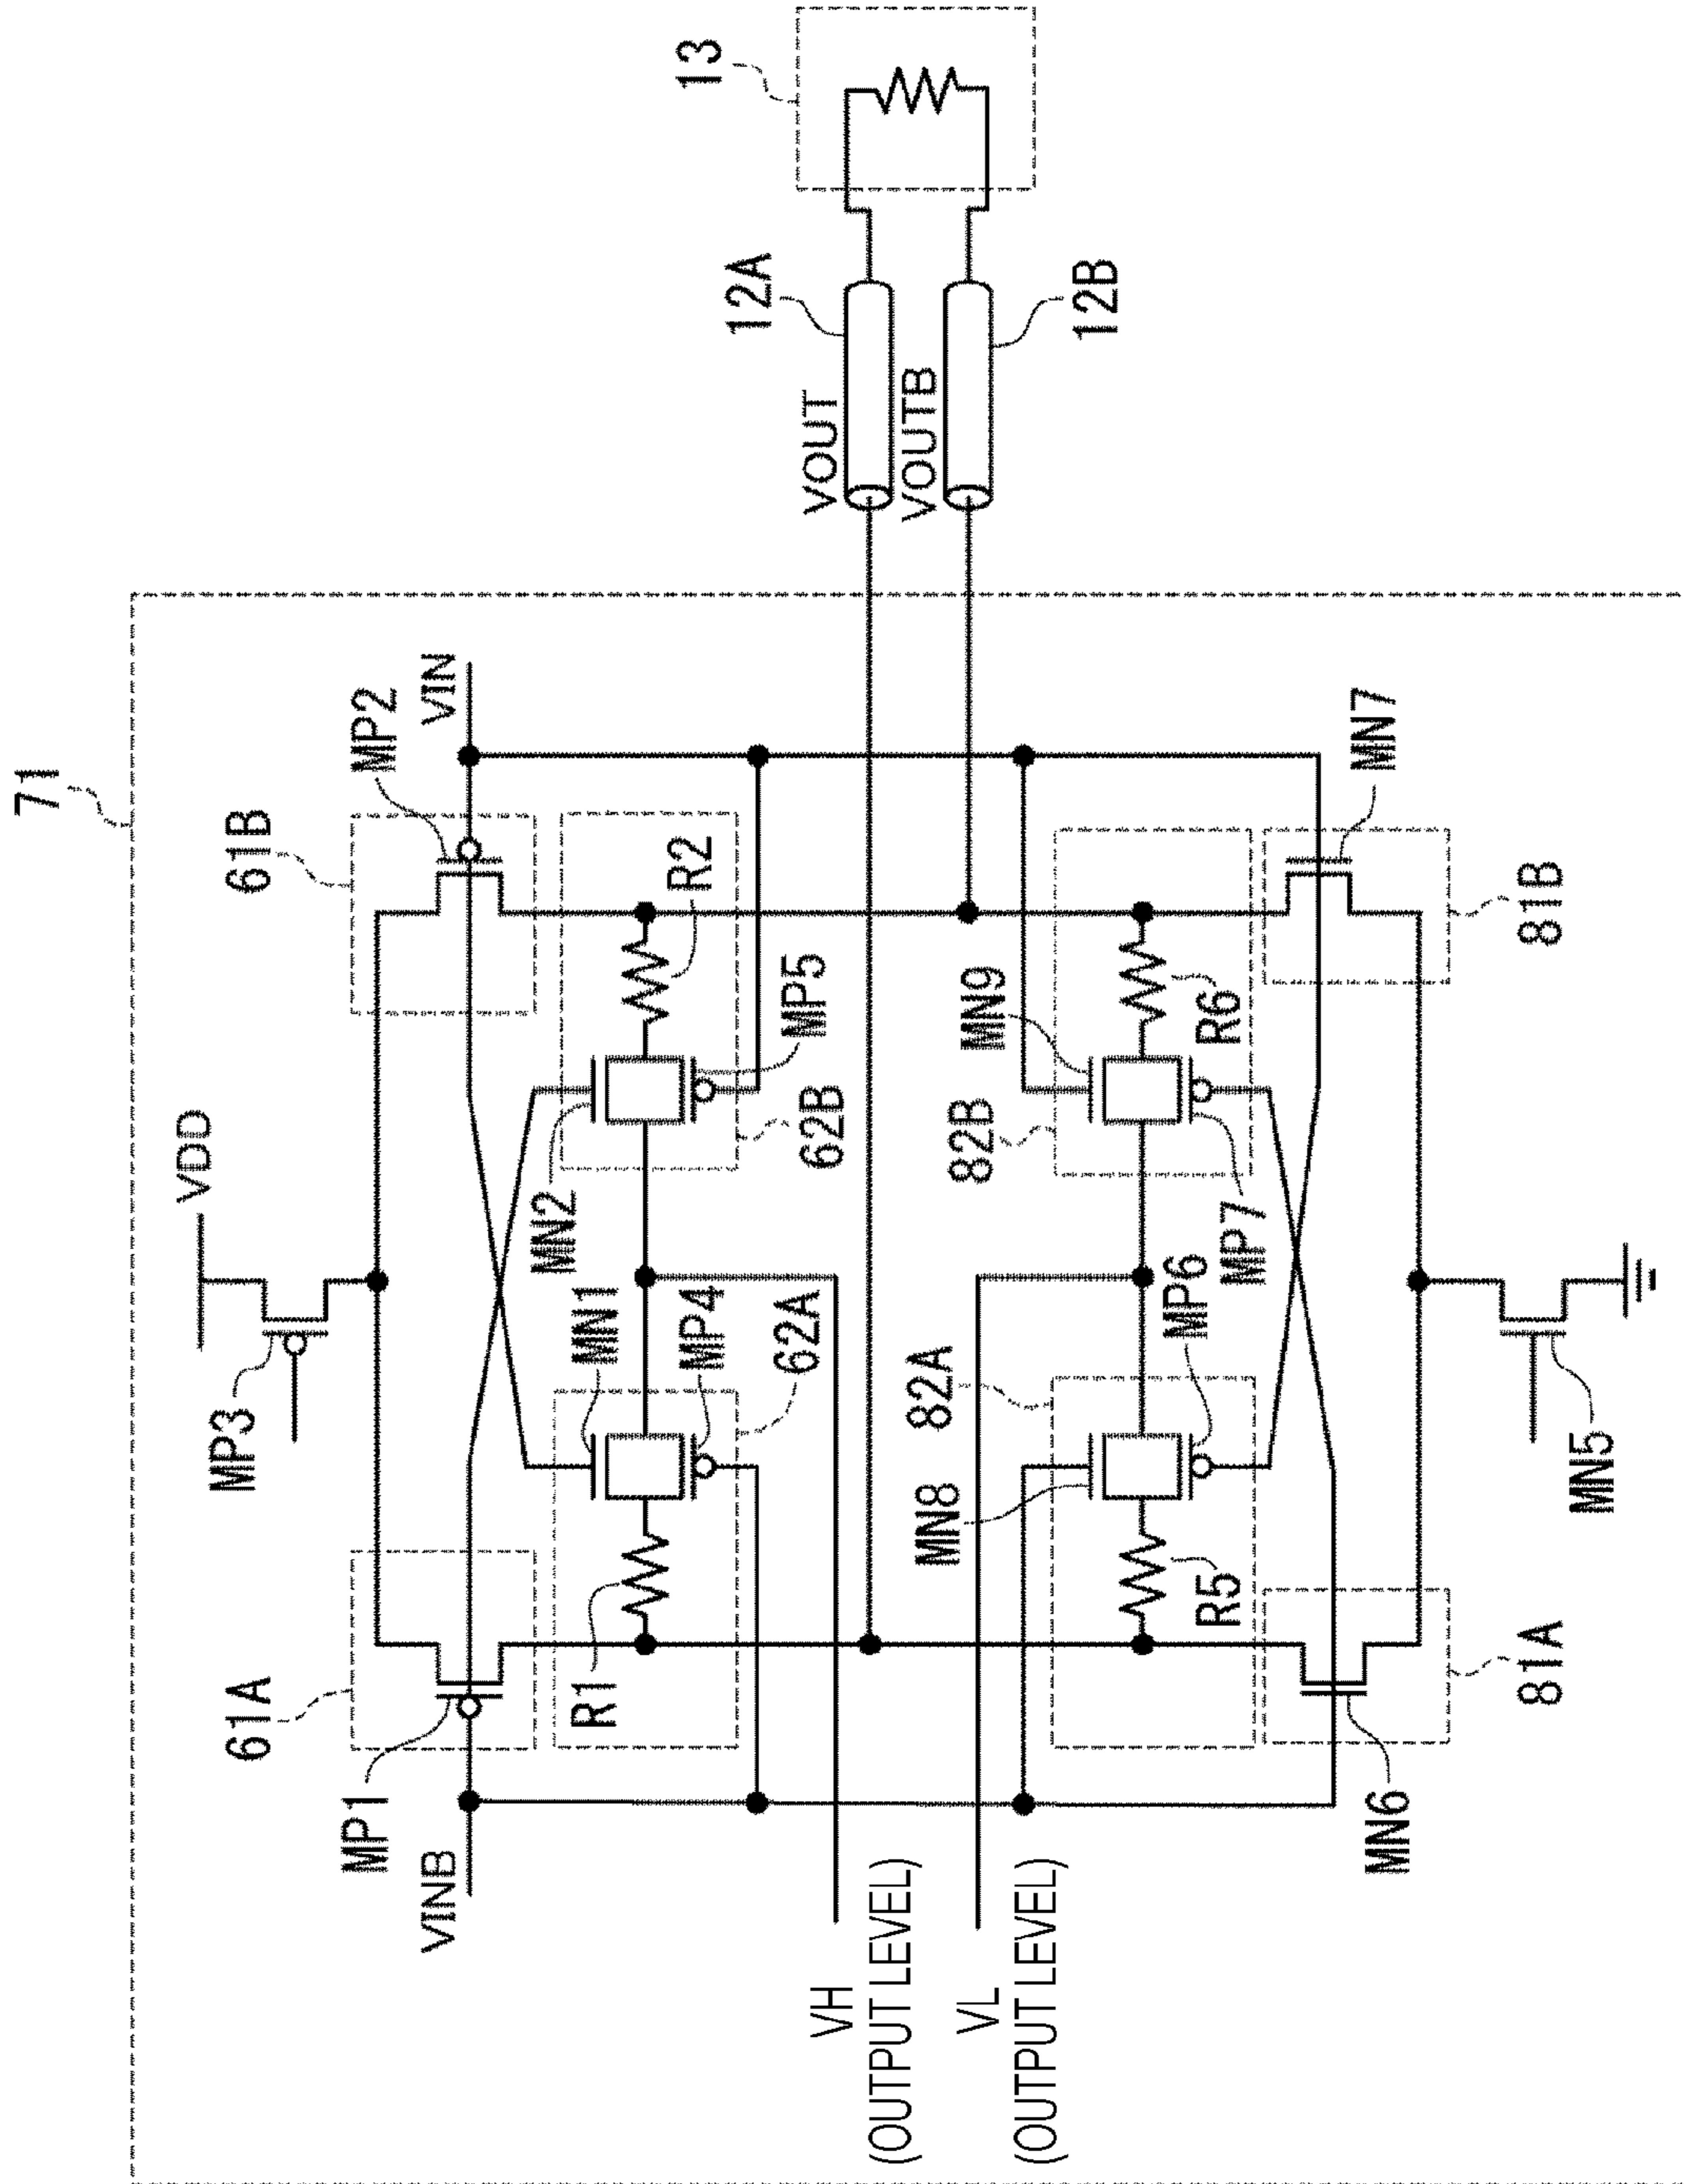 71
VDD
MP3
61A
MP1
VINB
61B
MP2
VIN
MN2
MN1
MP4
62A
R1
R2
MP5
62B
VH
(OUTPUT LEVEL)
VL
(OUTPUT LEVEL)
VOUT
VOUTB
12A
12B
13
82A
MN8
MP6
R5
82B
MN9
MP7
R6
81A
MN6
81B
MN7
MN5